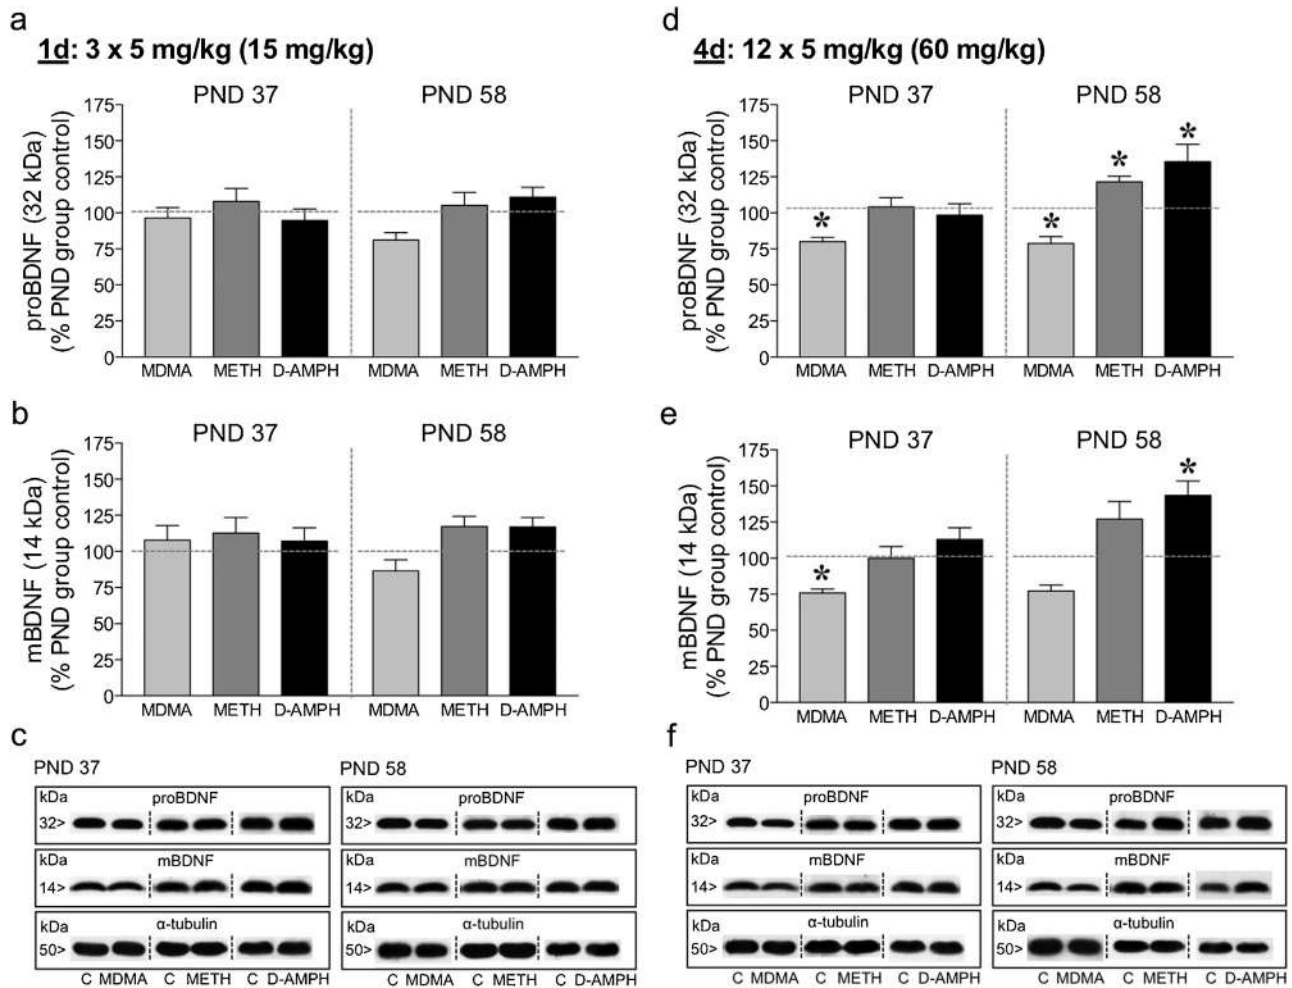 a
1d: 3 x 5 mg/kg (15 mg/kg)
PND 37 PND 58
proBDNF (32 kDa)
(% PND group control)
175
150
125
100
75
50
25
0
MDMA METH D-AMPH MDMA METH D-AMPH
b
PND 37 PND 58
mBDNF (14 kDa)
(% PND group control)
175
150
125
100
75
50
25
0
MDMA METH D-AMPH MDMA METH D-AMPH
c
PND 37
kDa proBDNF
32>
kDa mBDNF
14>
kDa α-tubulin
50>
C MDMA C METH C D-AMPH
PND 58
kDa proBDNF
32>
kDa mBDNF
14>
kDa α-tubulin
50>
C MDMA C METH C D-AMPH
d
4d: 12 x 5 mg/kg (60 mg/kg)
PND 37 PND 58
proBDNF (32 kDa)
(% PND group control)
175
150
125
100
75
50
25
0
* * * *
MDMA METH D-AMPH MDMA METH D-AMPH
e
PND 37 PND 58
mBDNF (14 kDa)
(% PND group control)
175
150
125
100
75
50
25
0
* *
MDMA METH D-AMPH MDMA METH D-AMPH
f
PND 37
kDa proBDNF
32>
kDa mBDNF
14>
kDa α-tubulin
50>
C MDMA C METH C D-AMPH
PND 58
kDa proBDNF
32>
kDa mBDNF
14>
kDa α-tubulin
50>
C MDMA C METH C D-AMPH